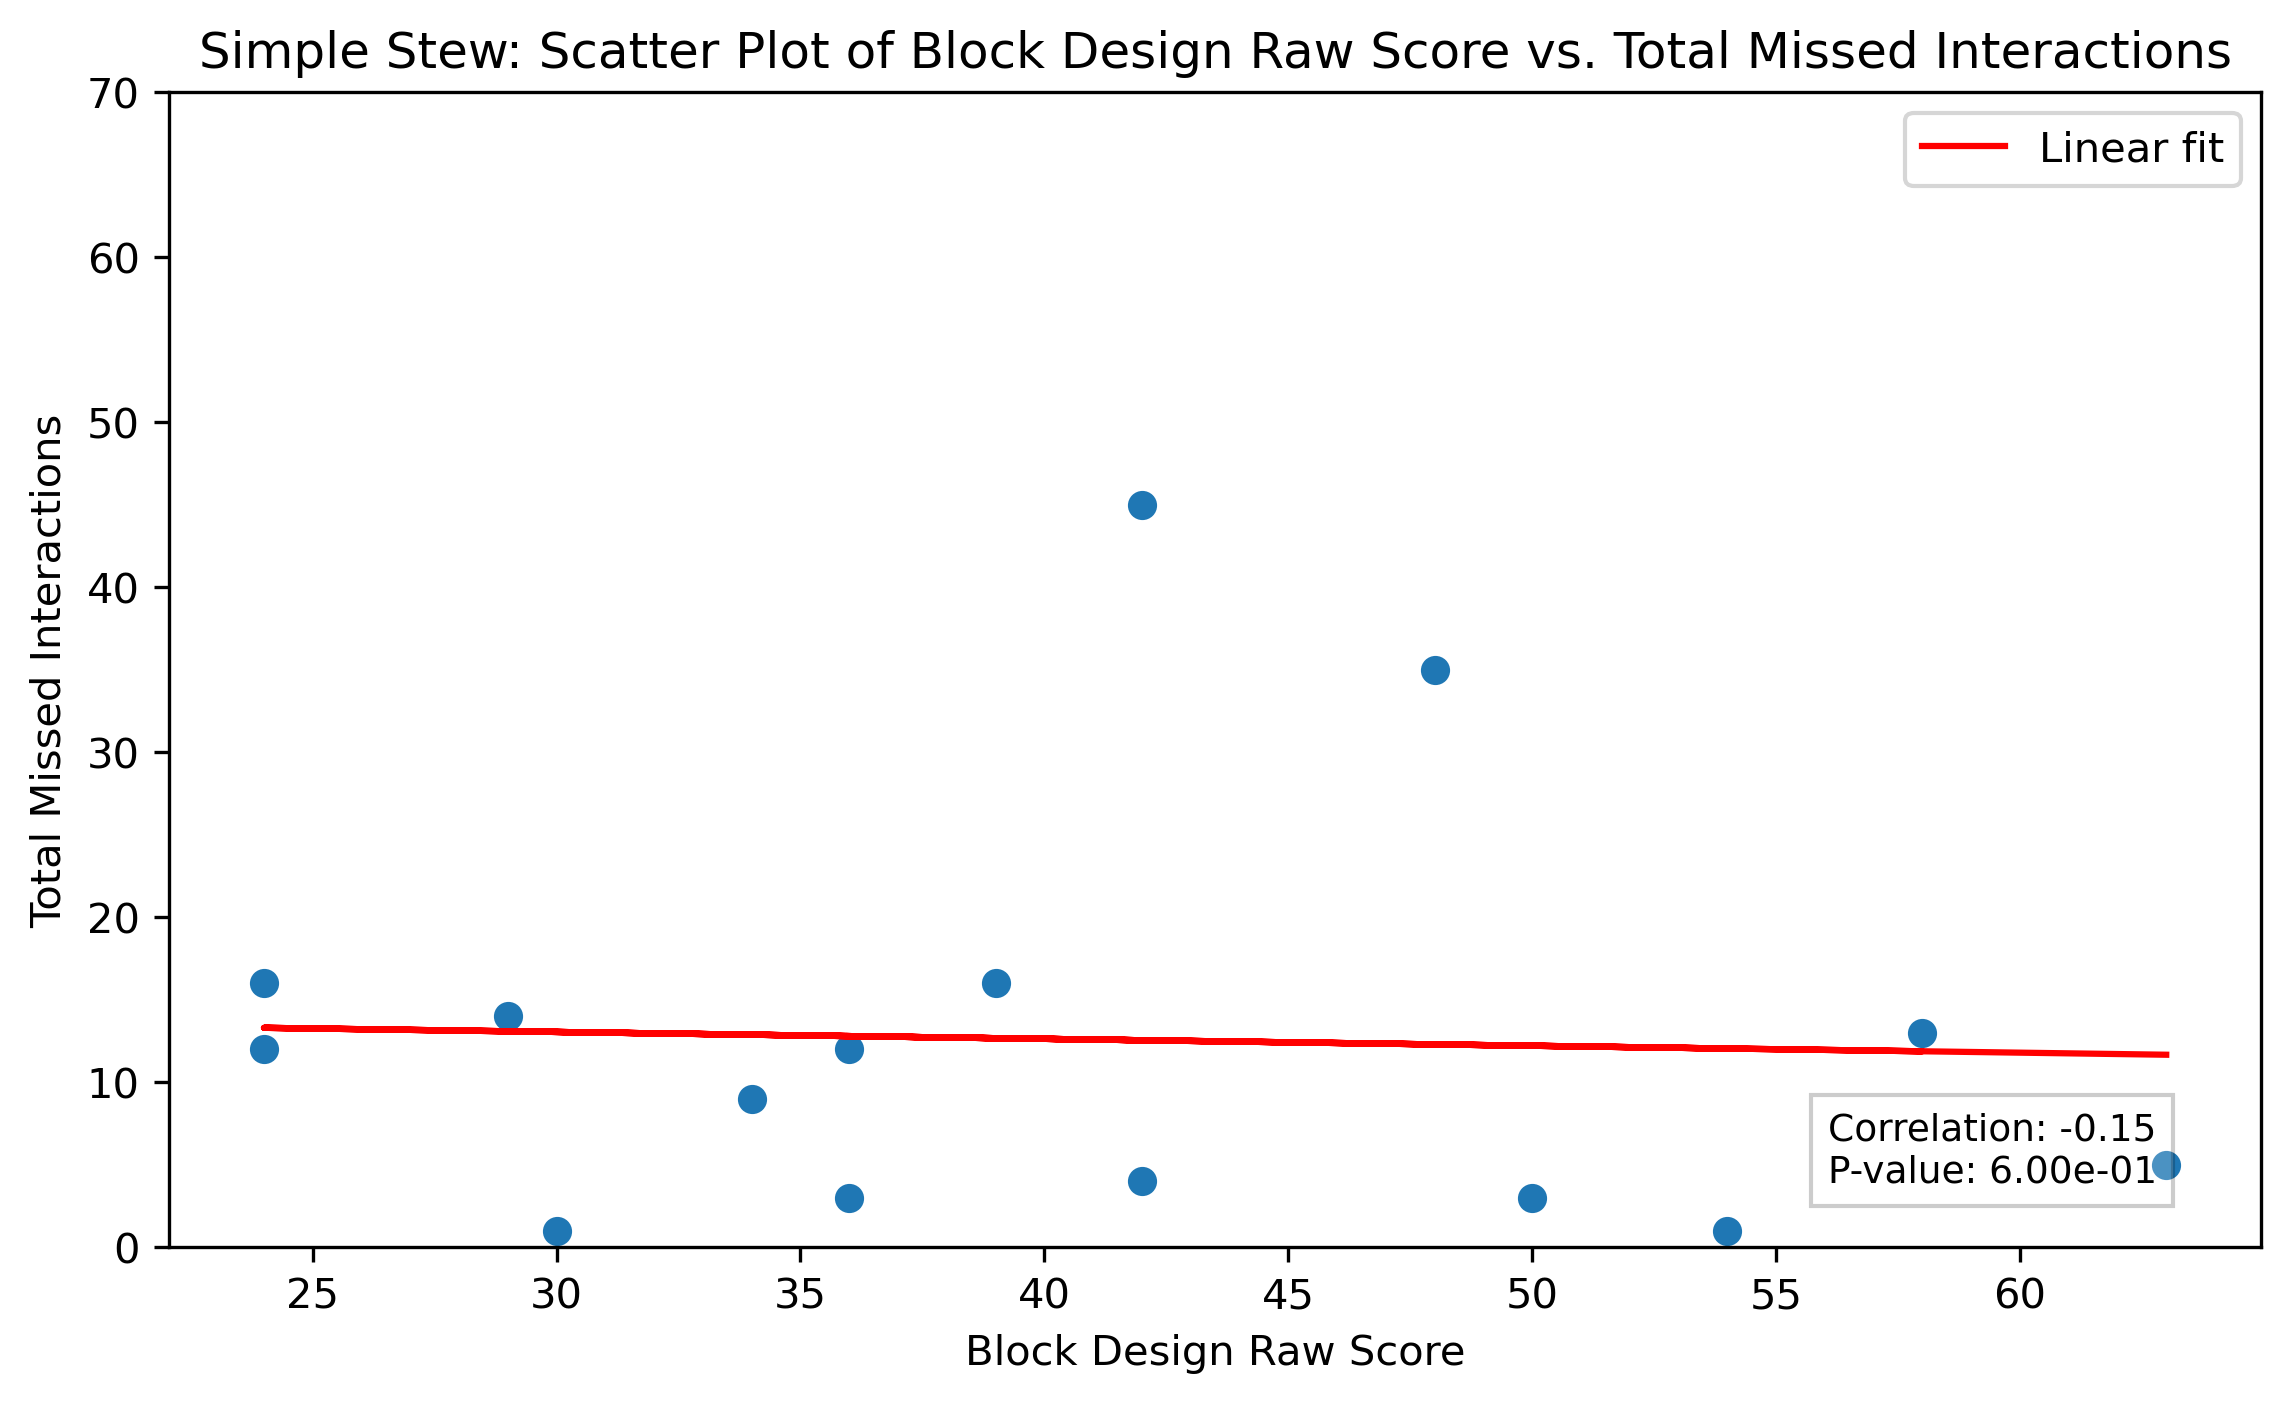 Simple Stew: Scatter Plot of Block Design Raw Score vs. Total Missed Interactions
70
60
50
40
30
20
10
0
Total Missed Interactions
Linear fit
Correlation: -0.15
P-value: 6.00e-01
25 30 35 40 45 50 55 60
Block Design Raw Score